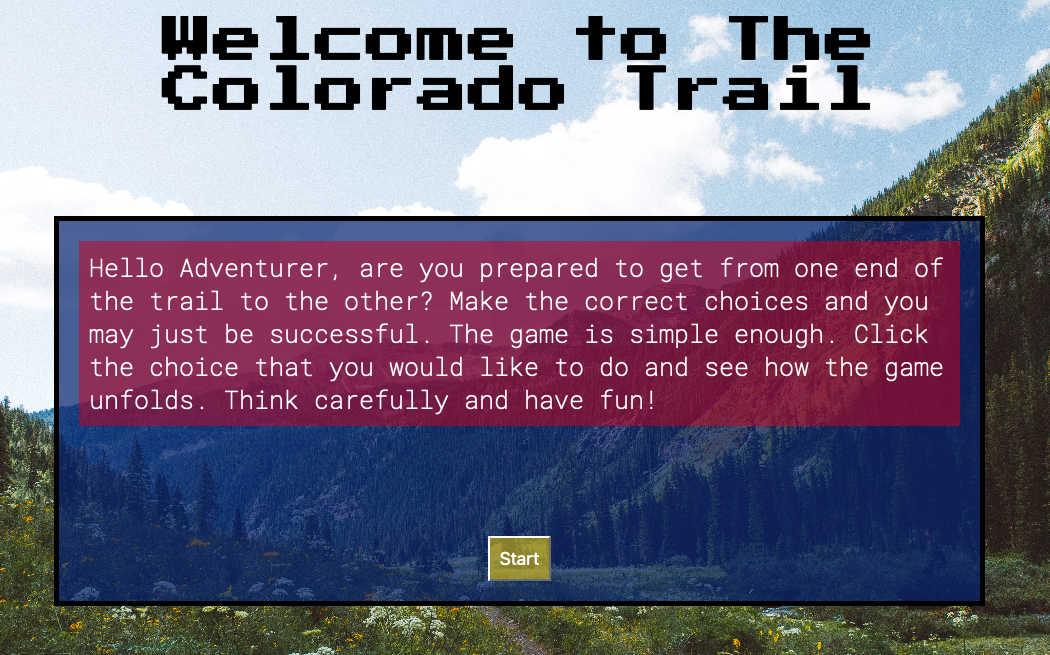 Welcome to The
Colorado Trail
Hello Adventurer, are you prepared to get from one end of
the trail to the other? Make the correct choices and you
may just be successful. The game is simple enough. Click
the choice that you would like to do and see how the game
unfolds. Think carefully and have fun!
Start